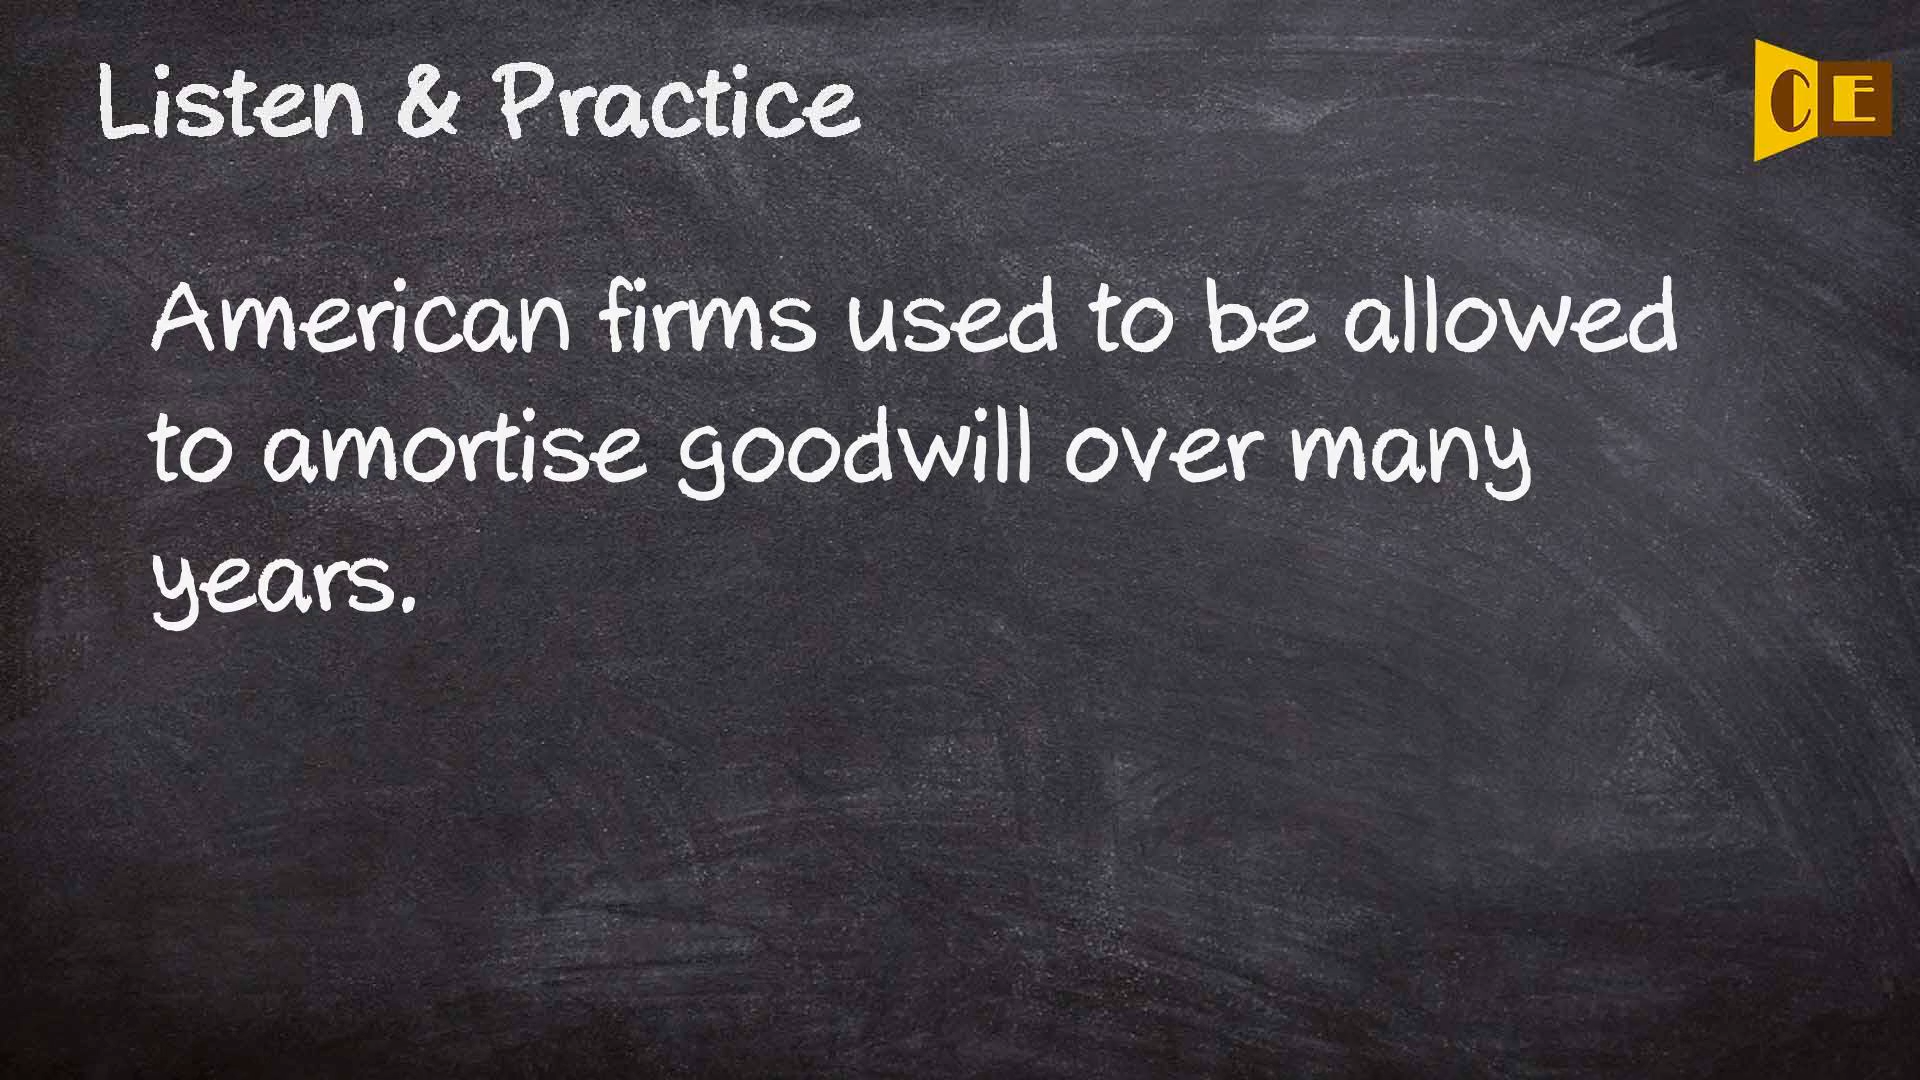 Listen & Practice
CE
American firms used to be allowed
to amortise goodwill over many
years.